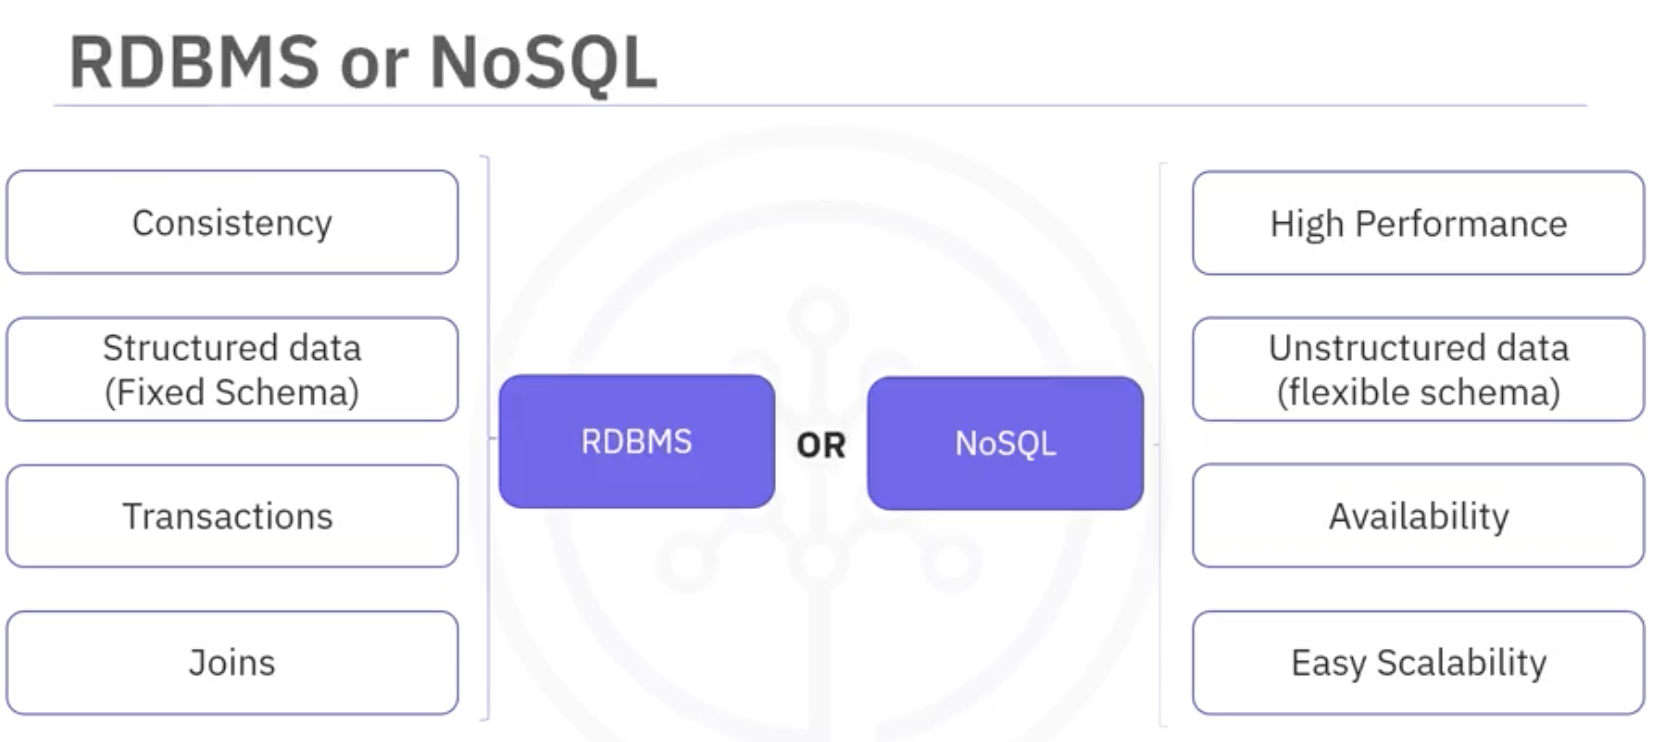 RDBMS or NoSQL
Consistency
Structured data
(Fixed Schema)
Transactions
Joins
RDBMS
OR
NoSQL
High Performance
Unstructured data
(flexible schema)
Availability
Easy Scalability